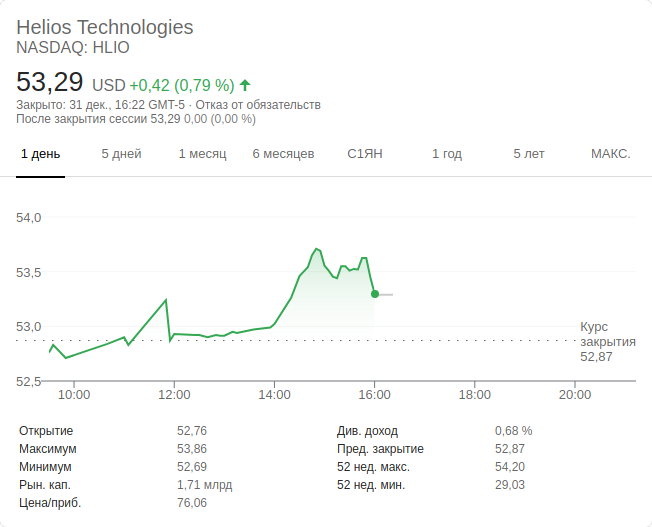 Helios Technologies
NASDAQ: HLIO
53,29 USD +0,42 (0,79 %)
Закрыто: 31 дек., 16:22 GMT-5 · Отказ от обязательств
После закрытия сессии 53,29 0,00 (0,00 %)
1 день 5 дней 1 месяц 6 месяцев С1ЯН 1 год 5 лет МАКС.
54,0
53,5
53,0
Курс
закрытия
52,87
52,5
10:00 12:00 14:00 16:00 18:00 20:00
Открытие 52,76 Див. доход 0,68 %
Максимум 53,86 Пред. закрытие 52,87
Минимум 52,69 52 нед. макс. 54,20
Рын. кап. 1,71 млрд 52 нед. мин. 29,03
Цена/приб. 76,06